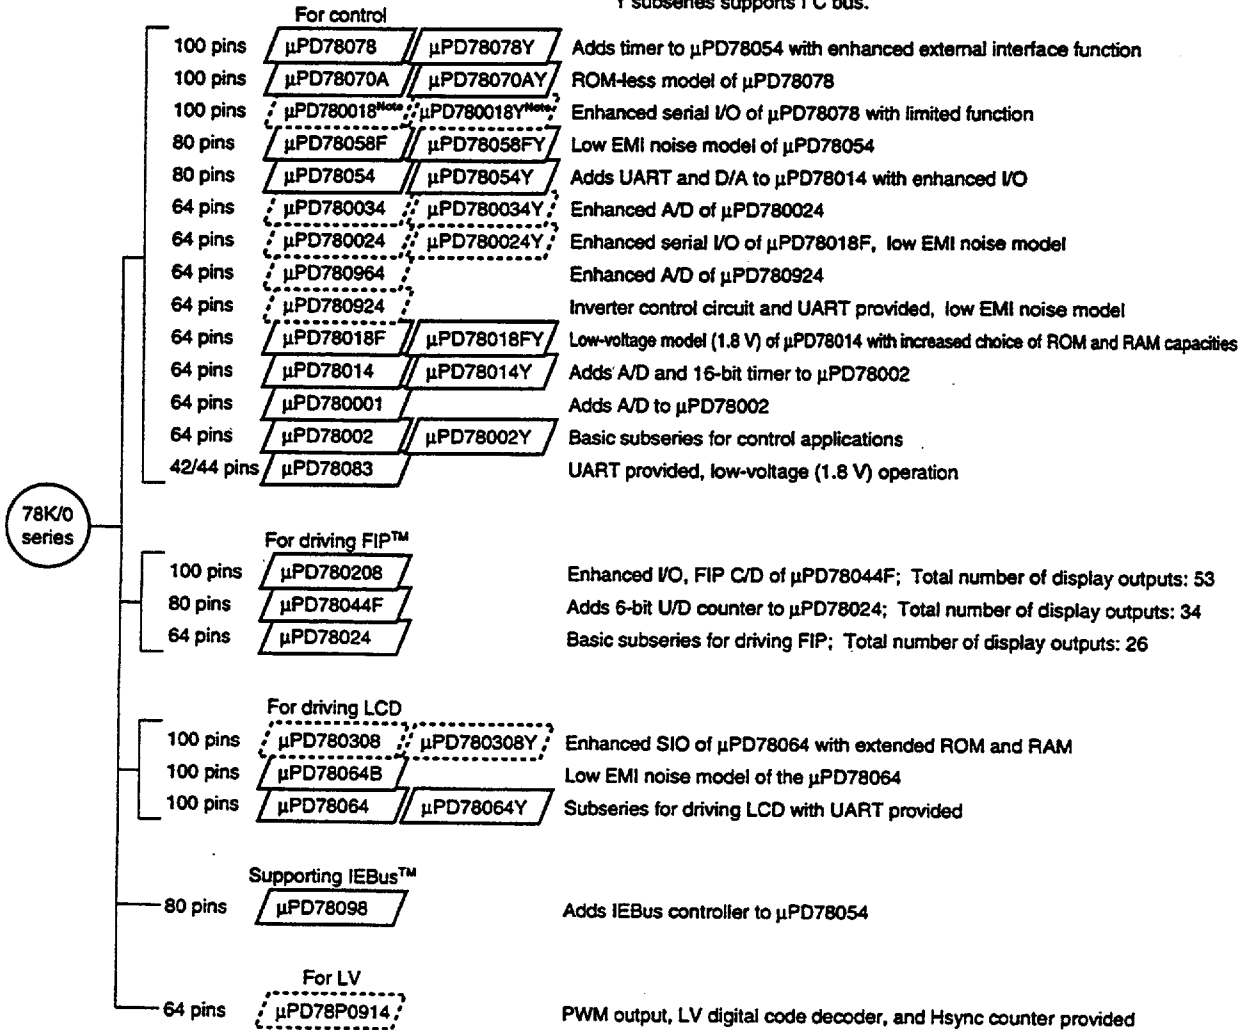 Y subseries supports I²C bus.
For control
100 pins µPD78078 µPD78078Y Adds timer to µPD78054 with enhanced external interface function
100 pins µPD78070A µPD78070AY ROM-less model of µPD78078
100 pins µPD780018Note µPD780018YNote Enhanced serial I/O of µPD78078 with limited function
80 pins µPD78058F µPD78058FY Low EMI noise model of µPD78054
80 pins µPD78054 µPD78054Y Adds UART and D/A to µPD78014 with enhanced I/O
64 pins µPD780034 µPD780034Y Enhanced A/D of µPD780024
64 pins µPD780024 µPD780024Y Enhanced serial I/O of µPD78018F, low EMI noise model
64 pins µPD780964 Enhanced A/D of µPD780924
64 pins µPD780924 Inverter control circuit and UART provided, low EMI noise model
64 pins µPD78018F µPD78018FY Low-voltage model (1.8 V) of µPD78014 with increased choice of ROM and RAM capacities
64 pins µPD78014 µPD78014Y Adds A/D and 16-bit timer to µPD78002
64 pins µPD780001 Adds A/D to µPD78002
64 pins µPD78002 µPD78002Y Basic subseries for control applications
42/44 pins µPD78083 UART provided, low-voltage (1.8 V) operation
78K/0
series
For driving FIP™
100 pins µPD780208 Enhanced I/O, FIP C/D of µPD78044F; Total number of display outputs: 53
80 pins µPD78044F Adds 6-bit U/D counter to µPD78024; Total number of display outputs: 34
64 pins µPD78024 Basic subseries for driving FIP; Total number of display outputs: 26
For driving LCD
100 pins µPD780308 µPD780308Y Enhanced SIO of µPD78064 with extended ROM and RAM
100 pins µPD78064B Low EMI noise model of the µPD78064
100 pins µPD78064 µPD78064Y Subseries for driving LCD with UART provided
Supporting IEBus™
80 pins µPD78098 Adds IEBus controller to µPD78054
For LV
64 pins µPD78P0914 PWM output, LV digital code decoder, and Hsync counter provided